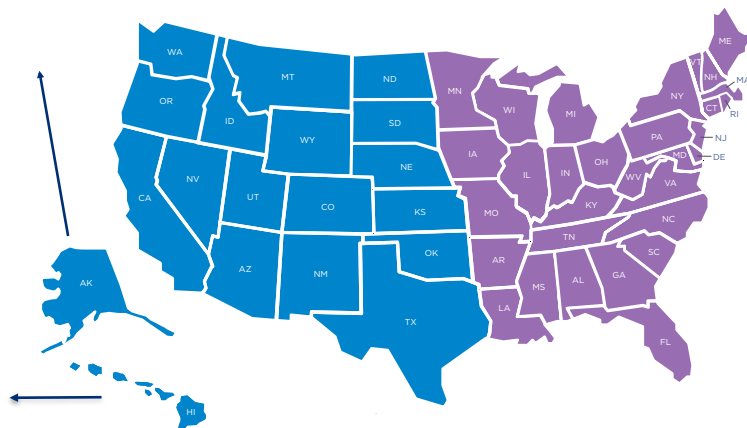 ME
WA
VT
MT
NH
ND
MA
MN
NY
OR
WI
MI
CT
RI
ID
SD
PA
NJ
WY
IA
MD
DE
OH
NE
IL
IN
WV
NV
VA
UT
CA
KY
CO
KS
MO
NC
TN
OK
SC
AR
AZ
NM
GA
AL
AK
MS
LA
TX
FL
HI